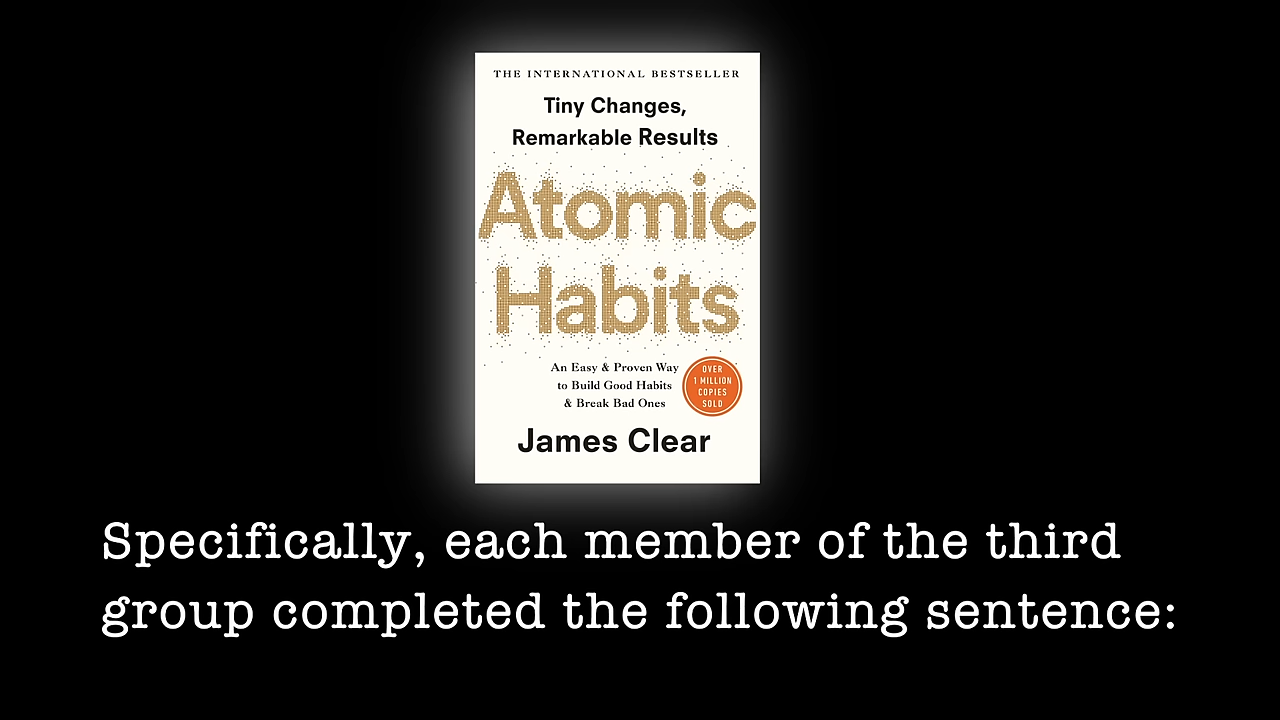 THE INTERNATIONAL BESTSELLER
Tiny Changes,
Remarkable Results
Atomic
Habits
An Easy & Proven Way
to Build Good Habits
& Break Bad Ones
OVER
1 MILLION
COPIES
SOLD
James Clear
Specifically, each member of the third
group completed the following sentence: